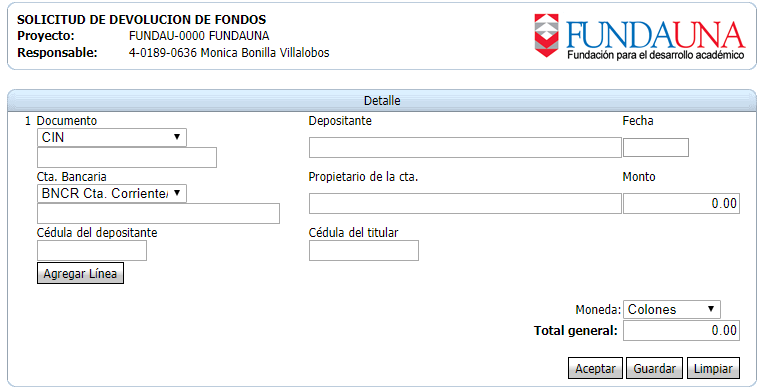 SOLICITUD DE DEVOLUCION DE FONDOS
Proyecto: FUNDAU-0000 FUNDAUNA
Responsable: 4-0189-0636 Monica Bonilla Villalobos
FUNDAUNA
Fundación para el desarrollo académico
Detalle
1 Documento Depositante Fecha
CIN
Cta. Bancaria Propietario de la cta. Monto
BNCR Cta. Corriente/ 0.00
Cédula del depositante Cédula del titular
Agregar Línea
Moneda: Colones
Total general: 0.00
Aceptar Guardar Limpiar